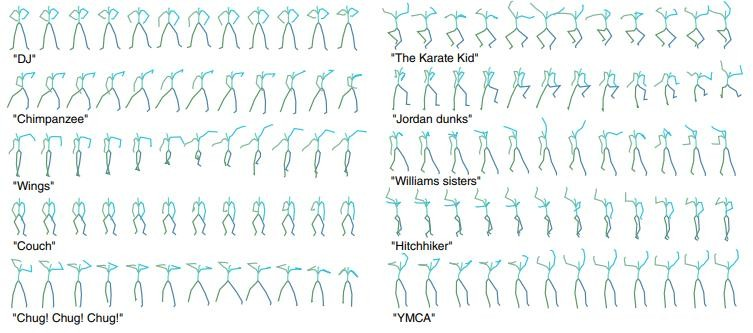 "DJ"
"Chimpanzee"
"Wings"
"Couch"
"Chug! Chug! Chug!"
"The Karate Kid"
"Jordan dunks"
"Williams sisters"
"Hitchhiker"
"YMCA"